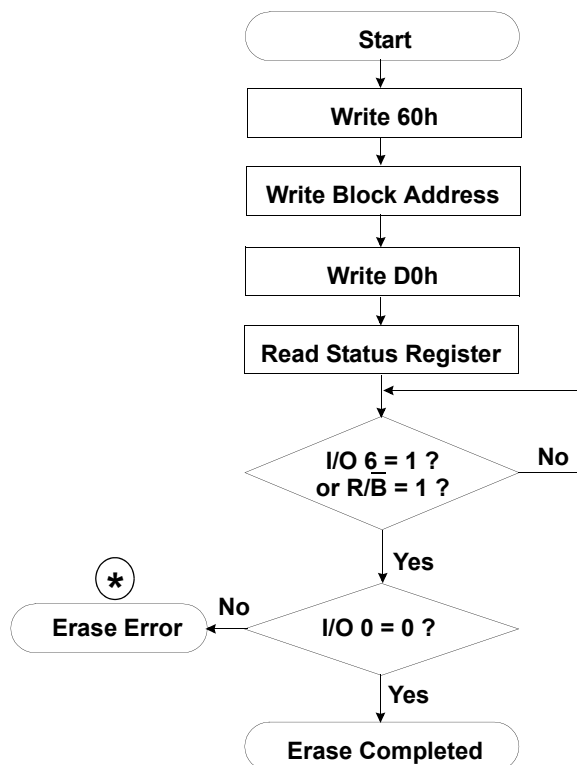 Start
Write 60h
Write Block Address
Write D0h
Read Status Register
I/O 6 = 1 ?
or R/B̅ = 1 ?
No
Yes
*
No
Erase Error
I/O 0 = 0 ?
Yes
Erase Completed